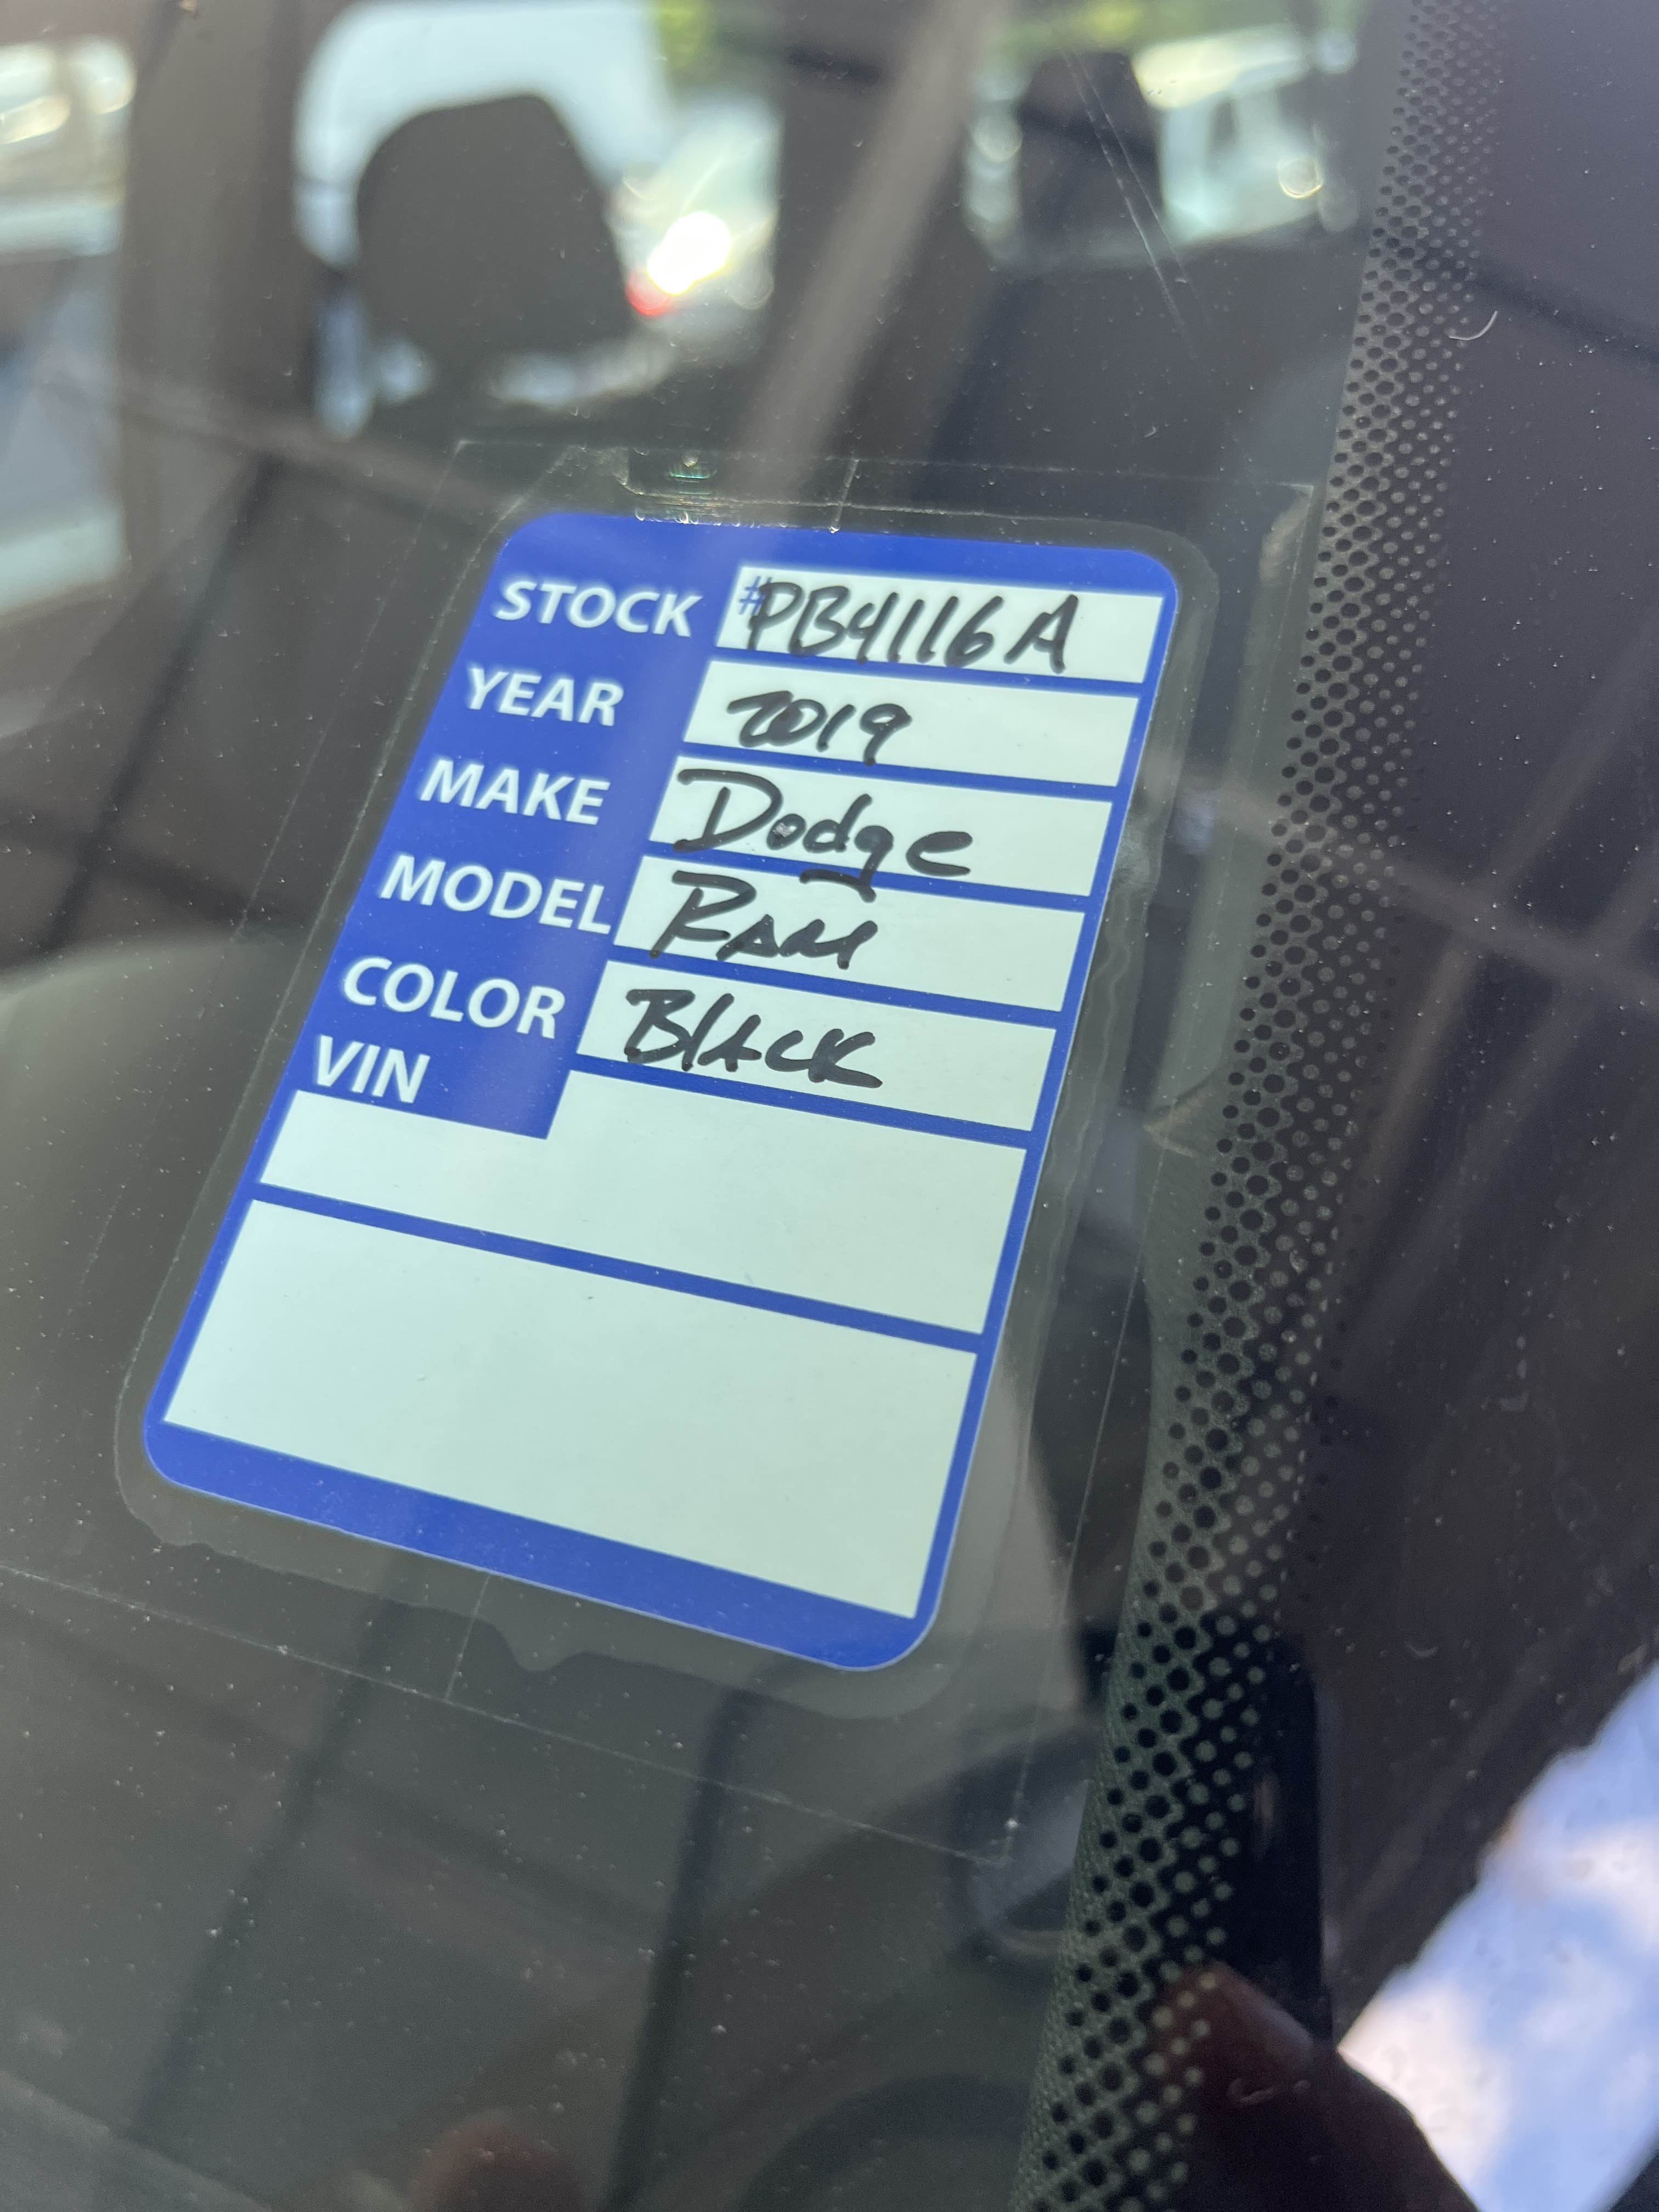 STOCK #PB4116A
YEAR 2019
MAKE Dodge
MODEL RAM
COLOR BlACK
VIN